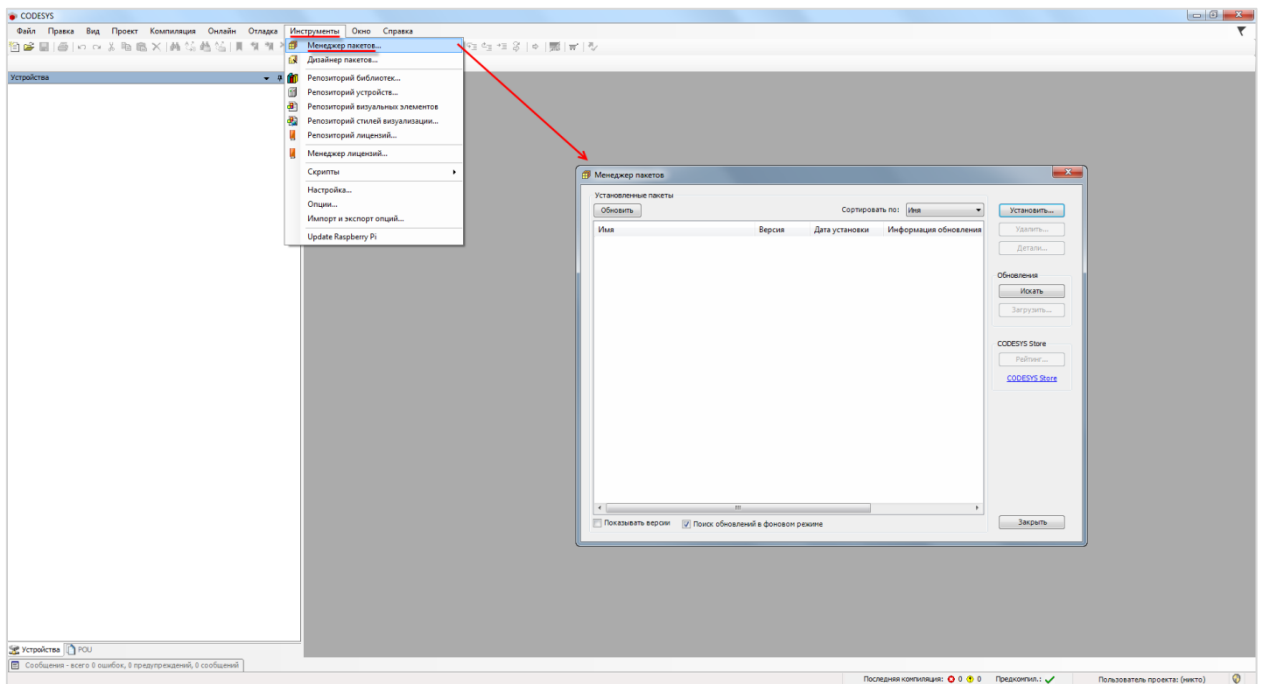 CODESYS
Файл Правка Вид Проект Компиляция Онлайн Отладка Инструменты Окно Справка
Менеджер пакетов...
Дизайнер пакетов...
Устройства
Репозиторий библиотек...
Репозиторий устройств...
Репозиторий визуальных элементов
Репозиторий стилей визуализации...
Репозиторий лицензий...
Менеджер лицензий...
Скрипты
Настройка...
Опции...
Импорт и экспорт опций...
Update Raspberry Pi
Менеджер пакетов
Установленные пакеты
Обновить Сортировать по: Имя Установить...
Имя Версия Дата установки Информация обновления Удалить...
Детали...
Обновления
Искать
Загрузить...
CODESYS Store
Рейтинг...
CODESYS Store
Показывать версии Поиск обновлений в фоновом режиме Закрыть
Устройства POU
Сообщения - всего 0 ошибок, 0 предупреждений, 0 сообщений
Последняя компиляция: 0 0 Предкомпил.: Пользователь проекта: (никто)